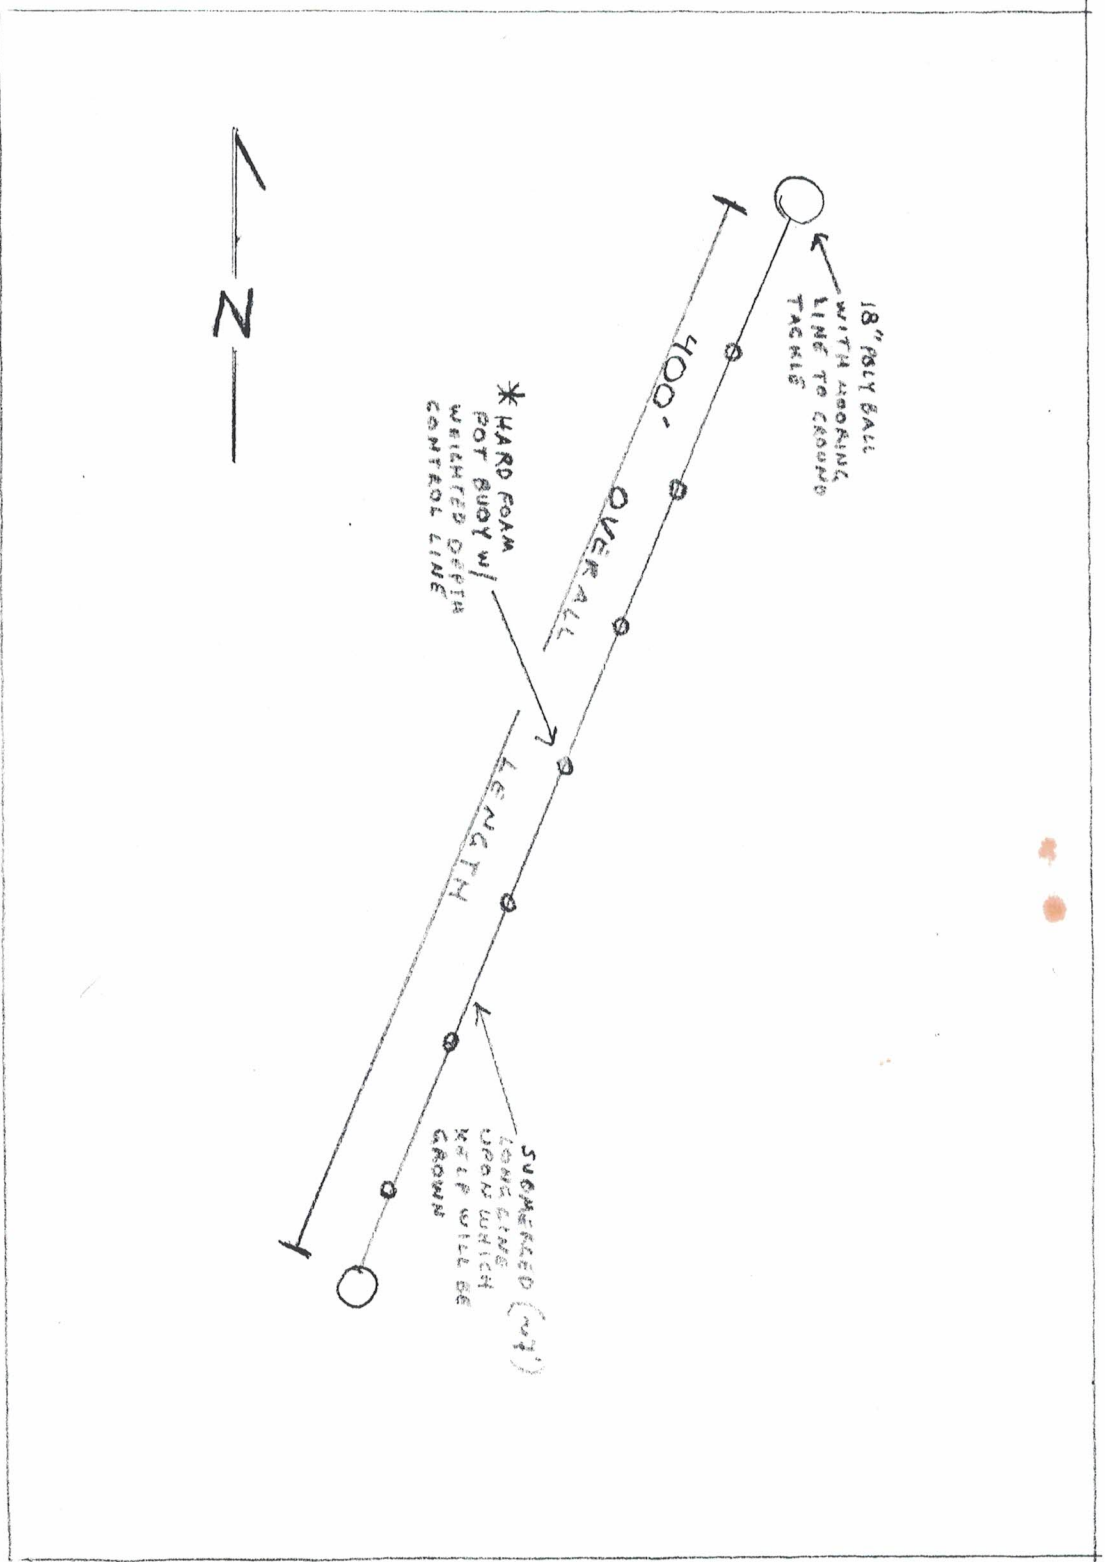 18" POLY BALL
WITH MOORING
LINE TO GROUND
TACKLE
400' OVERALL LENGTH
* HARD FOAM
POT BUOY W/
WEIGHTED DEPTH
CONTROL LINE
SUBMERGED (~7')
LONG LINE
UPON WHICH
KELP WILL BE
GROWN
N